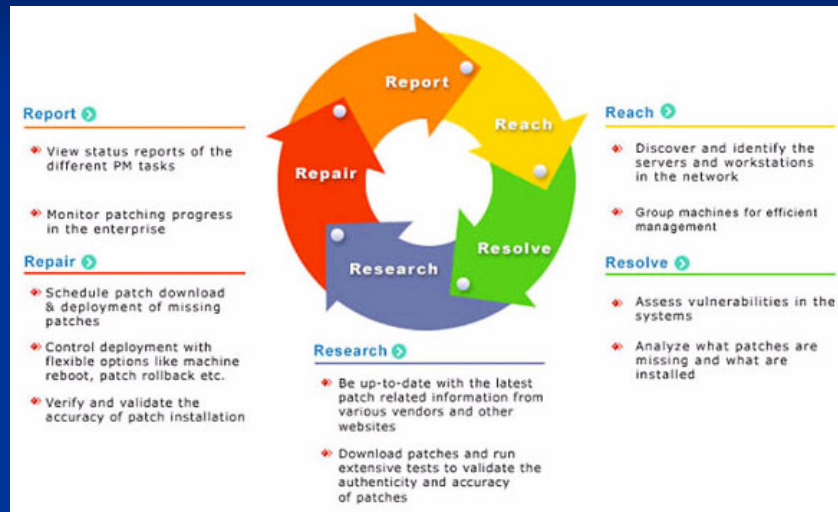 Report
Reach
Repair
Resolve
Research
Report
View status reports of the
different PM tasks
Monitor patching progress
in the enterprise
Repair
Schedule patch download
& deployment of missing
patches
Control deployment with
flexible options like machine
reboot, patch rollback etc.
Verify and validate the
accuracy of patch installation
Research
Be up-to-date with the latest
patch related information from
various vendors and other
websites
Download patches and run
extensive tests to validate the
authenticity and accuracy
of patches
Reach
Discover and identify the
servers and workstations
in the network
Group machines for efficient
management
Resolve
Assess vulnerabilities in the
systems
Analyze what patches are
missing and what are
installed